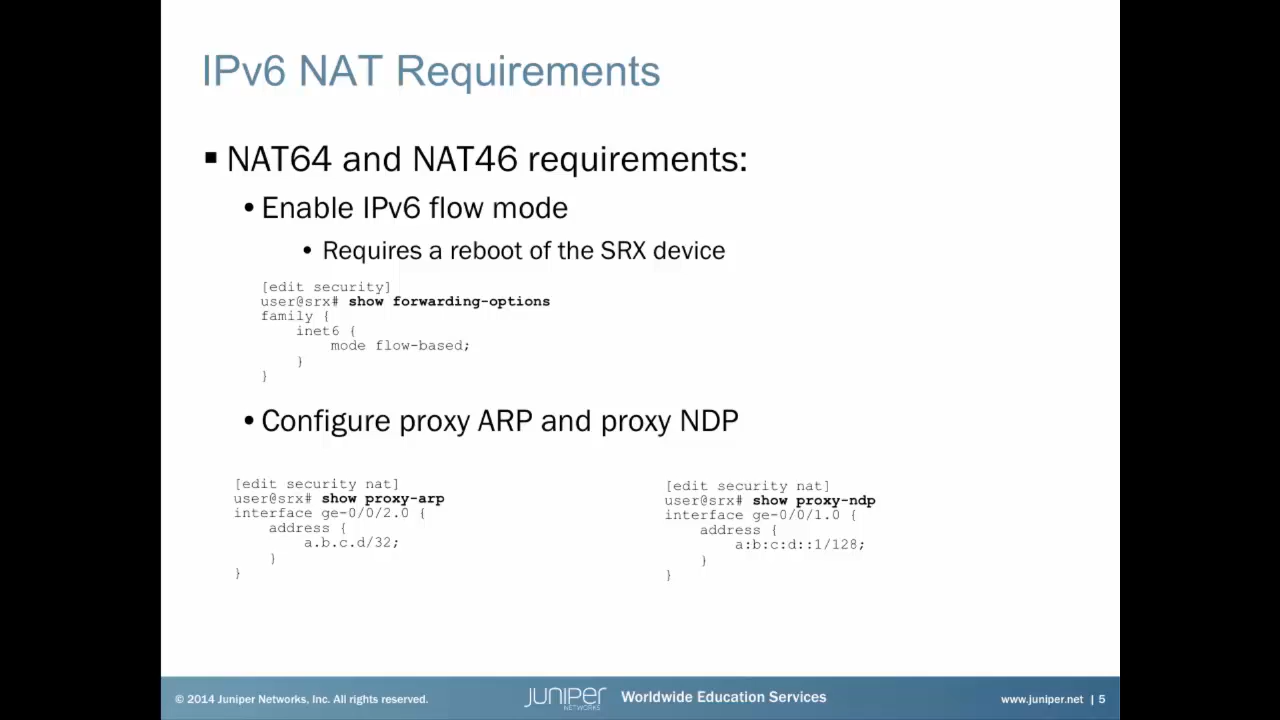 IPv6 NAT Requirements
▪ NAT64 and NAT46 requirements:
• Enable IPv6 flow mode
• Requires a reboot of the SRX device
[edit security]
user@srx# show forwarding-options
family {
    inet6 {
        mode flow-based;
    }
}
• Configure proxy ARP and proxy NDP
[edit security nat]
user@srx# show proxy-arp
interface ge-0/0/2.0 {
    address {
        a.b.c.d/32;
    }
}
[edit security nat]
user@srx# show proxy-ndp
interface ge-0/0/1.0 {
    address {
        a:b:c:d::1/128;
    }
}
© 2014 Juniper Networks, Inc. All rights reserved.
JUNIPER
NETWORKS
Worldwide Education Services
www.juniper.net | 5